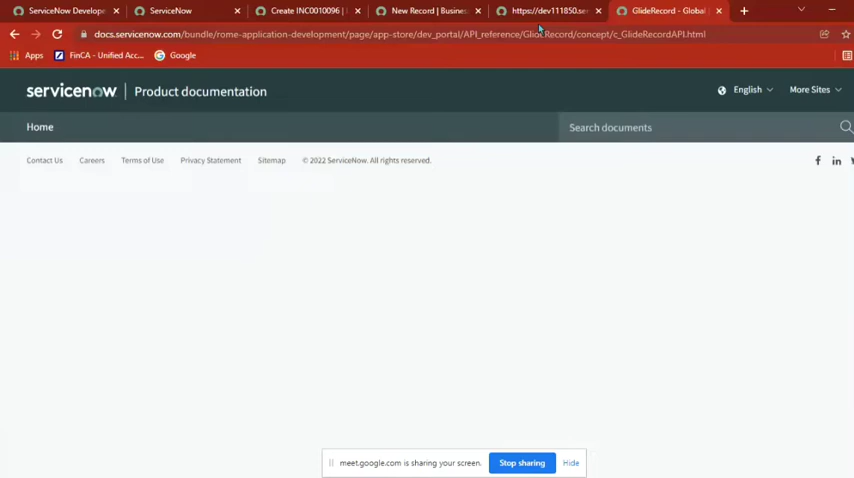 ServiceNow Develope
ServiceNow
Create INC0010096 |
New Record | Business
https://dev111850.ser
GlideRecord - Global |
docs.servicenow.com/bundle/rome-application-development/page/app-store/dev_portal/API_reference/GlideRecord/concept/c_GlideRecordAPI.html
Apps
FinCA - Unified Acc...
Google
servicenow
Product documentation
English
More Sites
Home
Search documents
Contact Us
Careers
Terms of Use
Privacy Statement
Sitemap
© 2022 ServiceNow. All rights reserved.
meet.google.com is sharing your screen.
Stop sharing
Hide